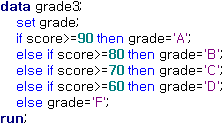 data grade3;
set grade;
if score>=90 then grade='A';
else if score>=80 then grade='B';
else if score>=70 then grade='C';
else if score>=60 then grade='D';
else grade='F';
run;